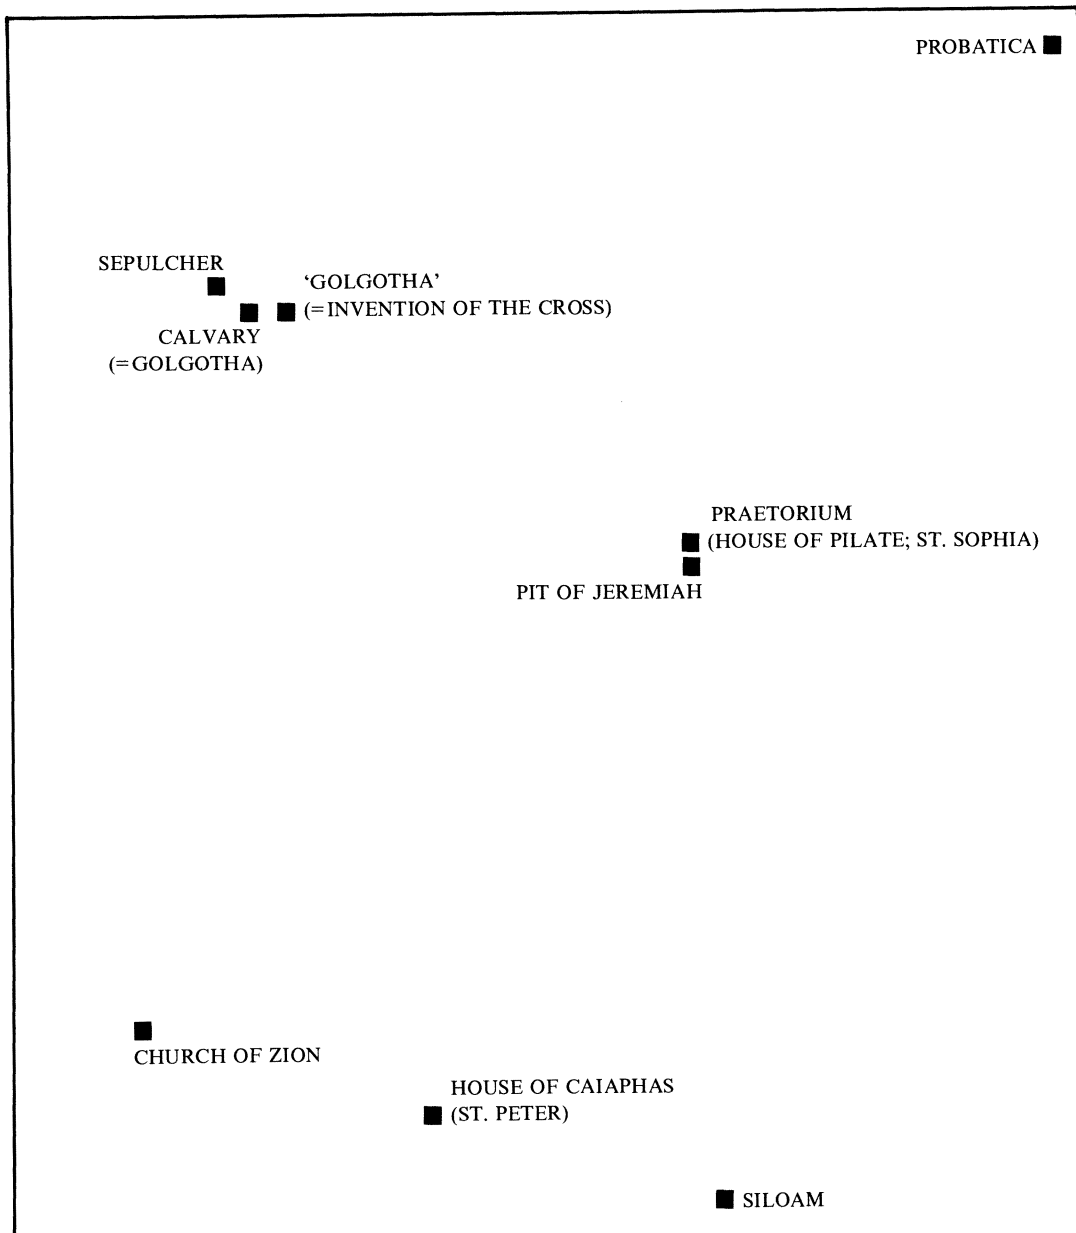 PROBATICA
SEPULCHER
‘GOLGOTHA’
(=INVENTION OF THE CROSS)
CALVARY
(=GOLGOTHA)
PRAETORIUM
(HOUSE OF PILATE; ST. SOPHIA)
PIT OF JEREMIAH
CHURCH OF ZION
HOUSE OF CAIAPHAS
(ST. PETER)
SILOAM